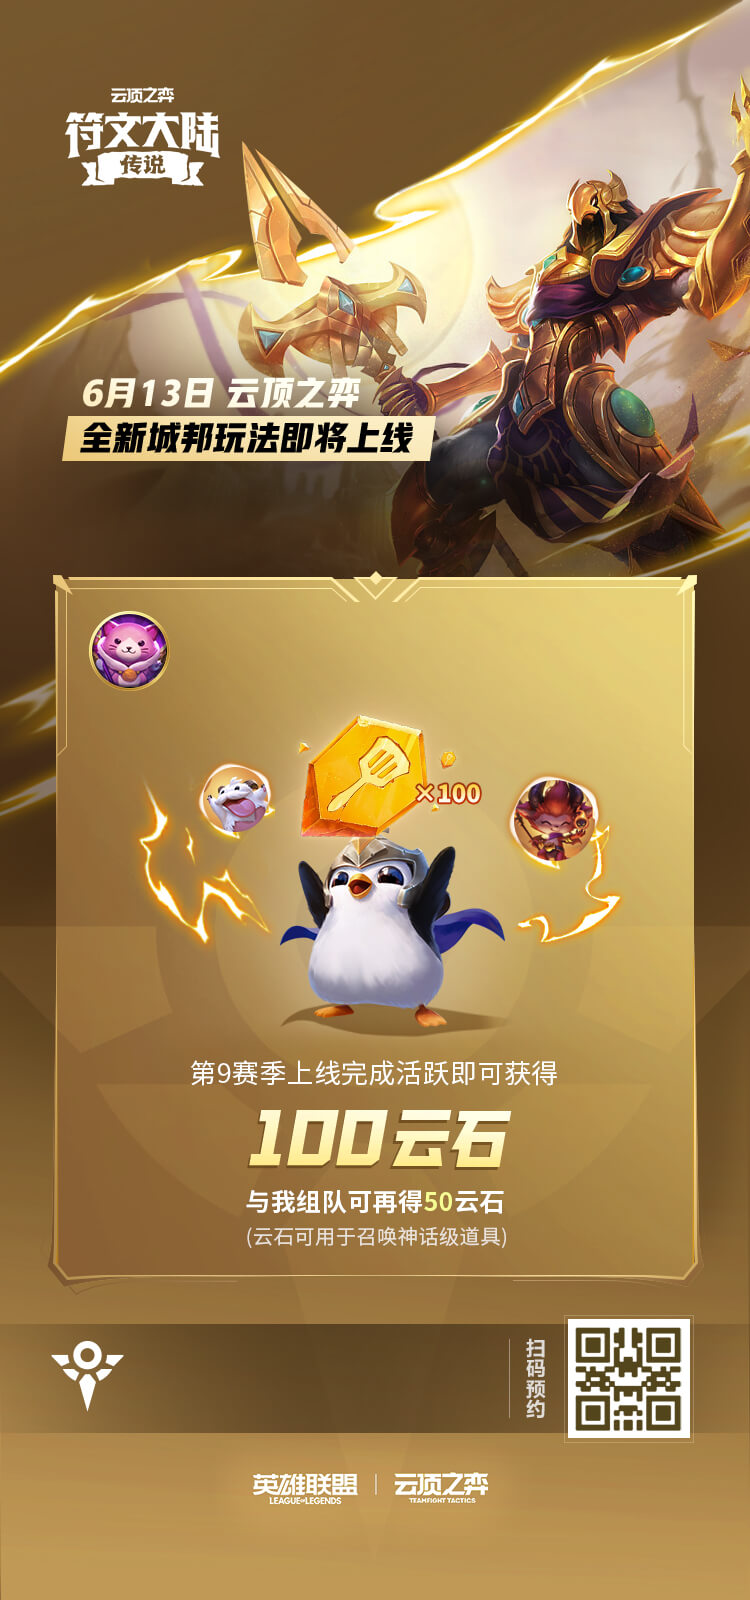 云顶之弈
符文大陆
传说
6月13日 云顶之弈
全新城邦玩法即将上线
×100
第9赛季上线完成活跃即可获得
100云石
与我组队可再得50云石
(云石可用于召唤神话级道具)
扫码预约
英雄联盟
LEAGUE OF LEGENDS
云顶之弈
TEAMFIGHT TACTICS